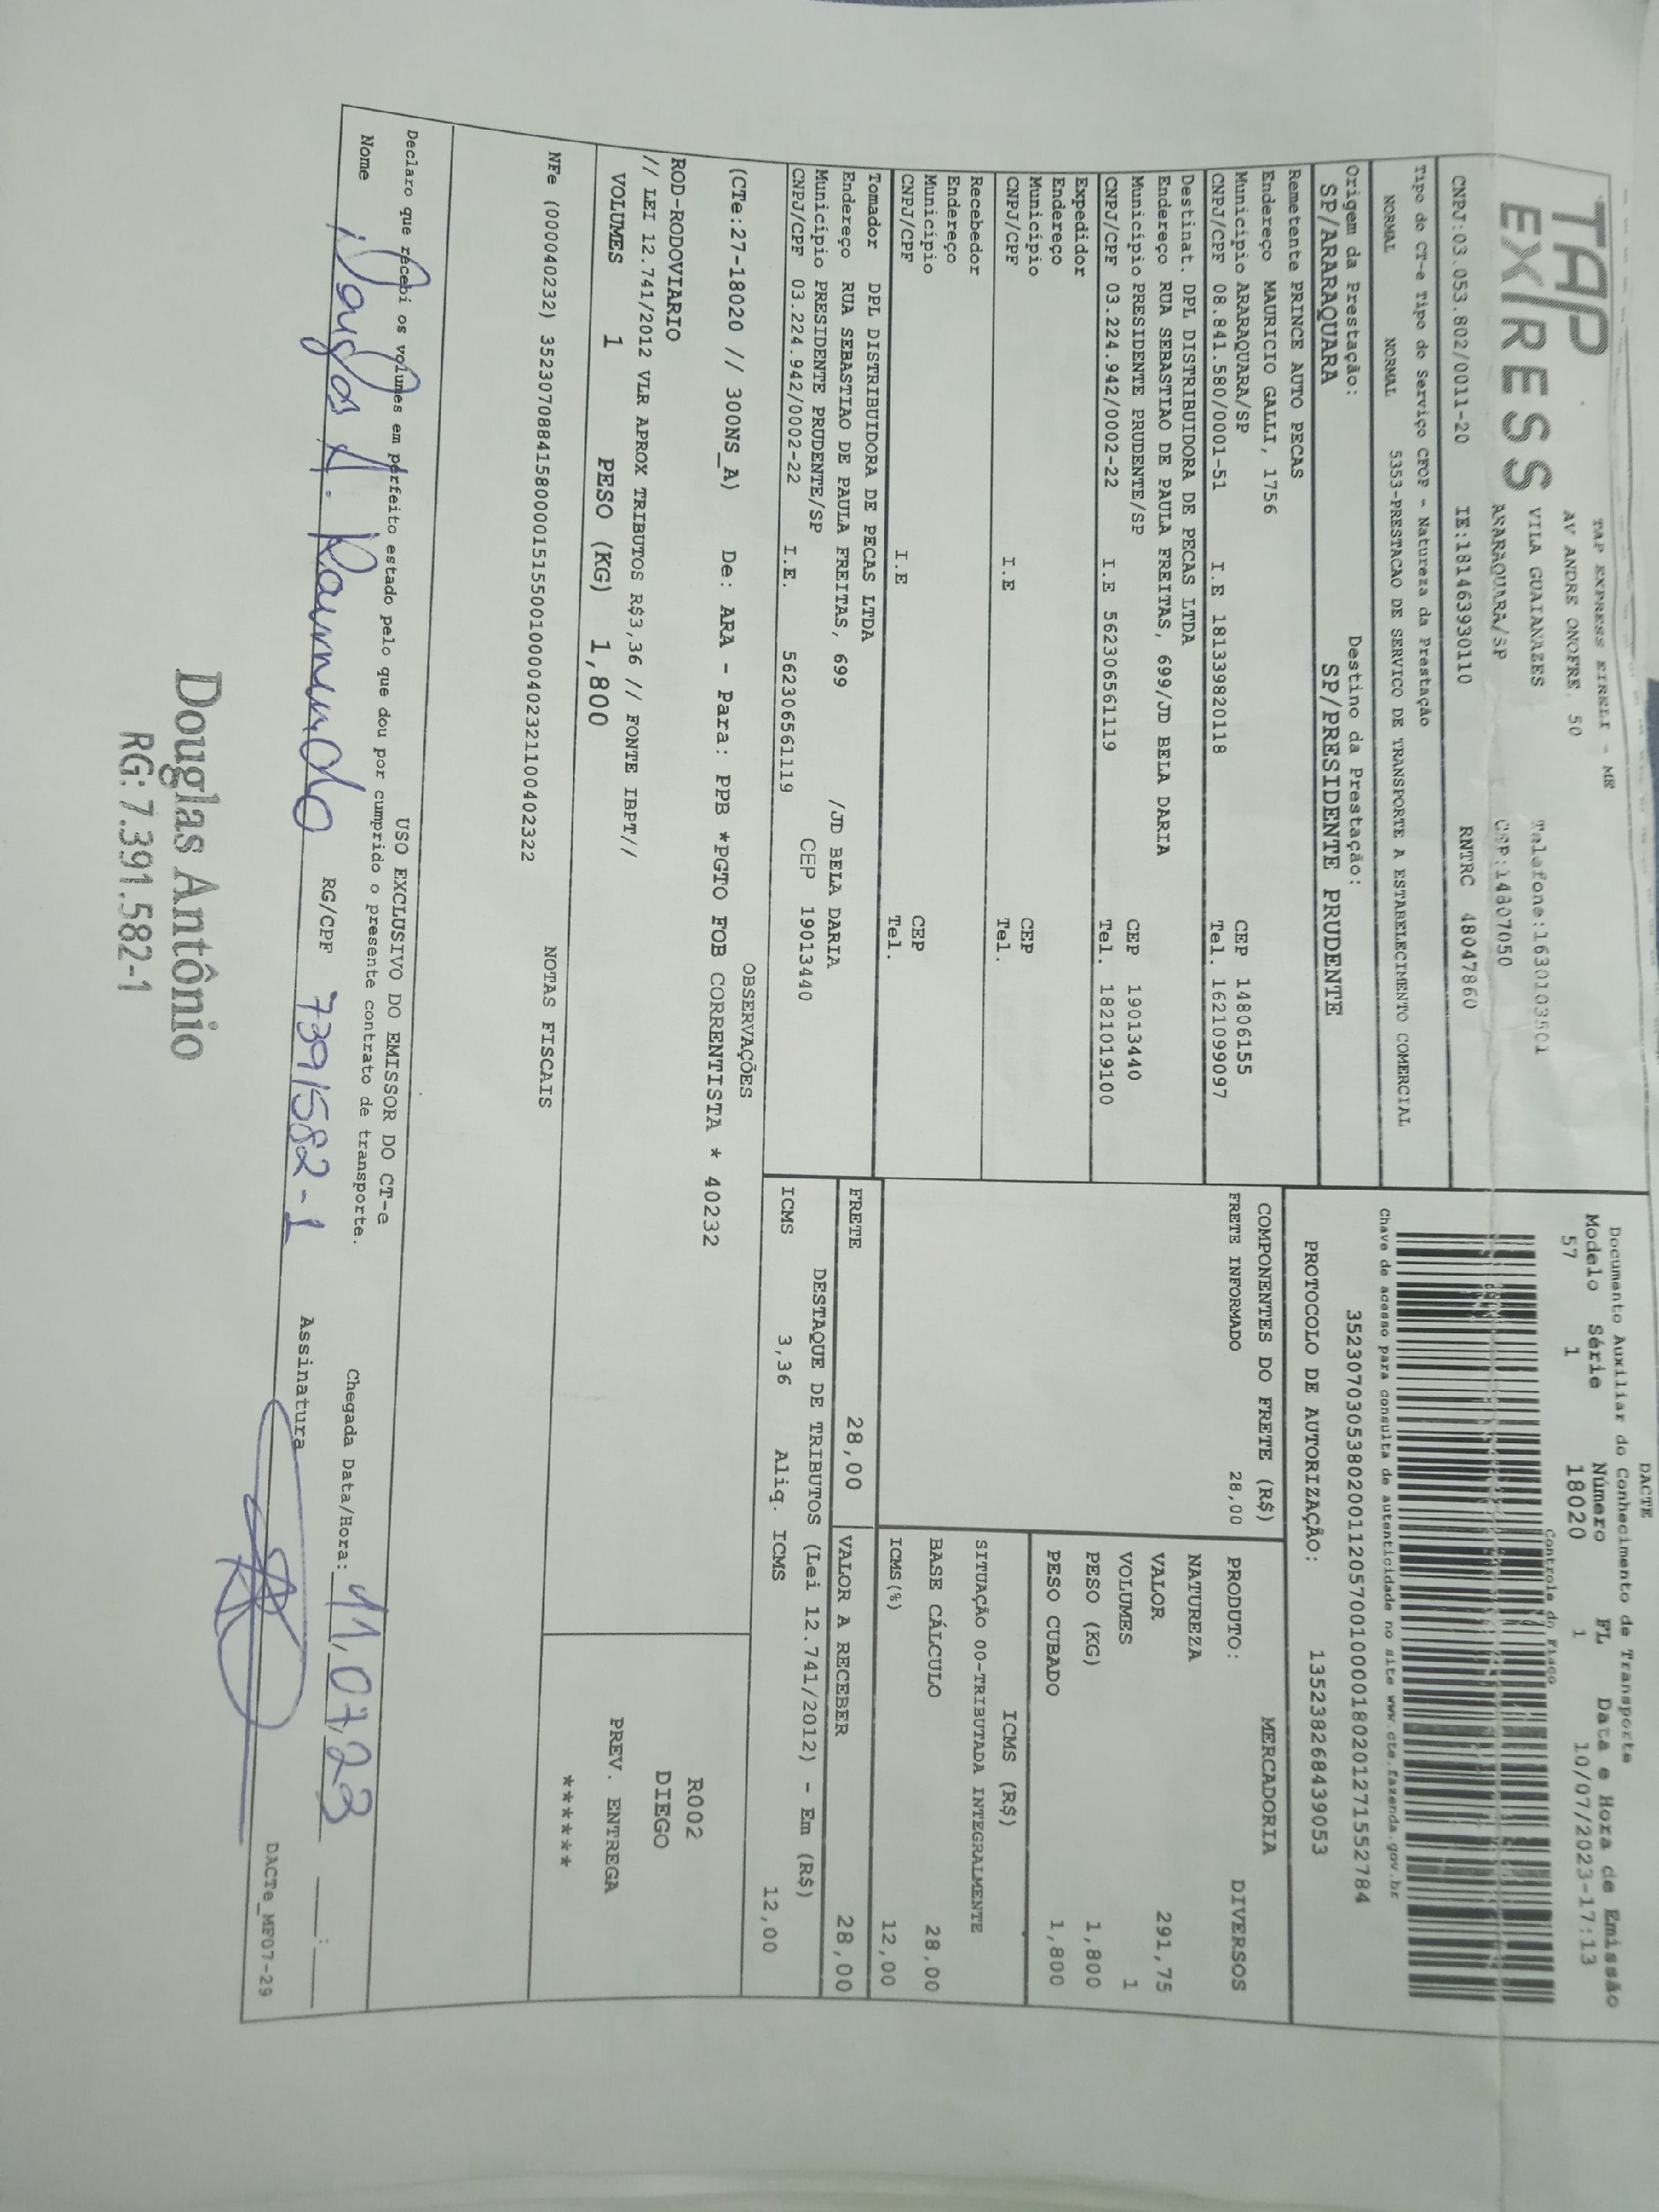 TAP EXPRESS
TAP EXPRESS EIRELI - ME
AV ANDRE ONOFRE, 50
VILA GUAIANAZES Telefone:1630103501
ARARAQUARA/SP CEP:14807050
CNPJ:03.053.802/0011-20 IE:181463930110 RNTRC 48047860
DACTE
Documento Auxiliar do Conhecimento de Transporte
Modelo Série Número FL Data e Hora de Emissão
57 1 18020 1 10/07/2023-17:13
Controle do Fisco
Chave de acesso para consulta de autenticidade no site www.cte.fazenda.gov.br
35230703053802001120570010000180201271552784
PROTOCOLO DE AUTORIZAÇÃO: 135238268439053
Tipo do CT-e Tipo do Serviço CFOP - Natureza da Prestação
NORMAL NORMAL 5353-PRESTACAO DE SERVICO DE TRANSPORTE A ESTABELECIMENTO COMERCIAL
Origem da Prestação: Destino da Prestação:
SP/ARARAQUARA SP/PRESIDENTE PRUDENTE
Remetente PRINCE AUTO PECAS
Endereço MAURICIO GALLI, 1756
Municipio ARARAQUARA/SP CEP 14806155
CNPJ/CPF 08.841.580/0001-51 I.E 181339820118 Tel. 1621099097
Destinat. DPL DISTRIBUIDORA DE PECAS LTDA
Endereço RUA SEBASTIAO DE PAULA FREITAS, 699/JD BELA DARIA
Município PRESIDENTE PRUDENTE/SP CEP 19013440
CNPJ/CPF 03.224.942/0002-22 I.E 562306561119 Tel. 1821019100
Expedidor
Endereço
Município CEP
CNPJ/CPF I.E Tel.
Recebedor
Endereço
Município CEP
CNPJ/CPF I.E Tel.
Tomador DPL DISTRIBUIDORA DE PECAS LTDA
Endereço RUA SEBASTIAO DE PAULA FREITAS, 699 /JD BELA DARIA
Município PRESIDENTE PRUDENTE/SP CEP 19013440
CNPJ/CPF 03.224.942/0002-22 I.E. 562306561119
COMPONENTES DO FRETE (R$)
FRETE INFORMADO 28,00
MERCADORIA
PRODUTO: DIVERSOS
NATUREZA
VALOR 291,75
VOLUMES 1
PESO (KG) 1,800
PESO CUBADO 1,800
ICMS (R$)
SITUAÇÃO 00-TRIBUTADA INTEGRALMENTE
BASE CÁLCULO 28,00
ICMS(%) 12,00
FRETE 28,00 VALOR A RECEBER 28,00
DESTAQUE DE TRIBUTOS (Lei 12.741/2012) - Em (R$)
ICMS 3,36 Aliq. ICMS 12,00
OBSERVAÇÕES
(CTe:27-18020 // 300NS_A) De: ARA - Para: PPB *PGTO FOB CORRENTISTA * 40232
ROD-RODOVIARIO
// LEI 12.741/2012 VLR APROX TRIBUTOS R$3,36 // FONTE IBPT//
VOLUMES 1 PESO (KG) 1,800
R002
DIEGO
PREV. ENTREGA
******
NOTAS FISCAIS
NFe (000040232) 35230708841580000151550010000402321100402322
USO EXCLUSIVO DO EMISSOR DO CT-e
Declaro que recebi os volumes em perfeito estado pelo que dou por cumprido o presente contrato de transporte.
Chegada Data/Hora: 11,07,23 __:__
Nome Douglas A. Raimundo RG/CPF 7391582-1 Assinatura
DACTe_MF07-29
Douglas Antônio
RG: 7.391.582-1